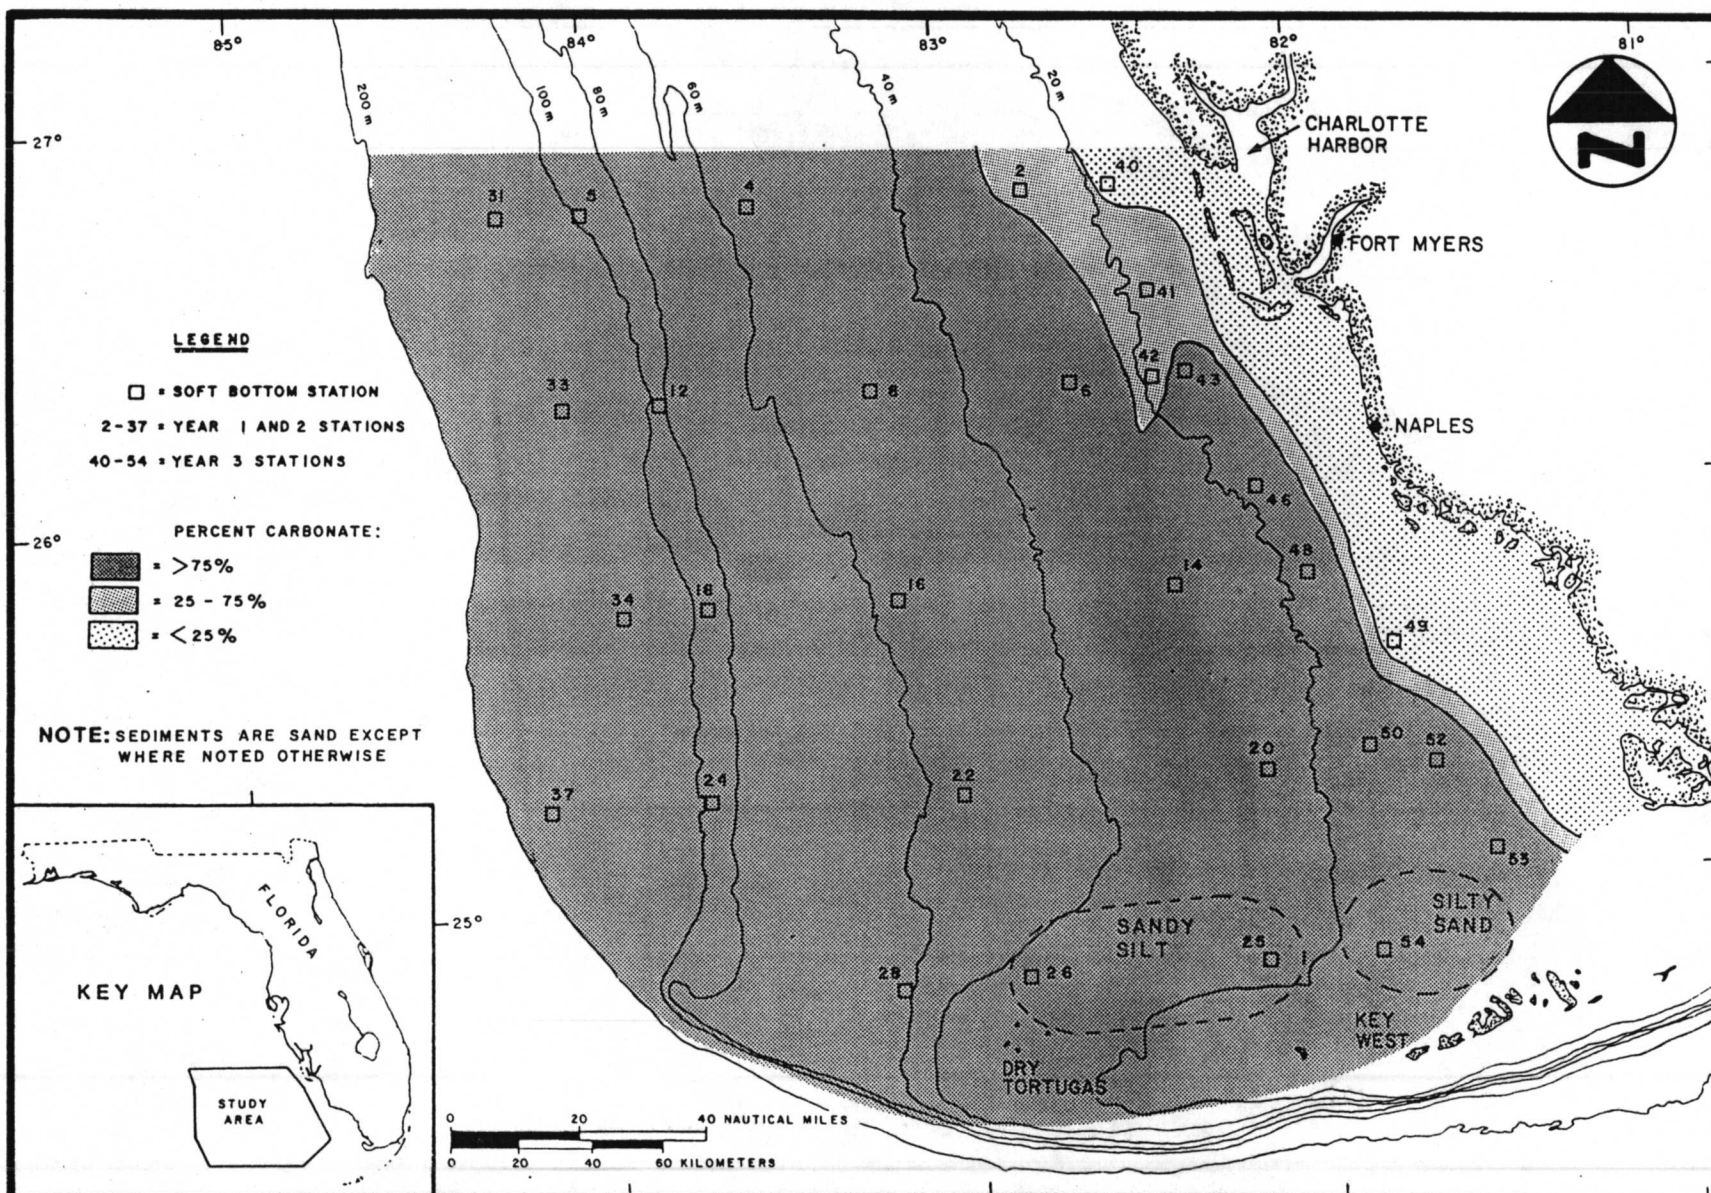 85°
84°
83°
82°
81°
200 m
100 m
80 m
60 m
40 m
20 m
27°
26°
25°
N
CHARLOTTE
HARBOR
FORT MYERS
NAPLES
31
5
4
2
40
41
42
43
33
12
8
6
46
48
14
34
18
16
49
50
52
20
37
24
22
53
SANDY
SILT
SILTY
SAND
25
54
26
28
KEY
WEST
DRY
TORTUGAS
LEGEND
= SOFT BOTTOM STATION
2-37 = YEAR 1 AND 2 STATIONS
40-54 = YEAR 3 STATIONS
PERCENT CARBONATE:
= >75%
= 25 - 75%
= <25%
NOTE: SEDIMENTS ARE SAND EXCEPT
WHERE NOTED OTHERWISE
FLORIDA
KEY MAP
STUDY
AREA
0 20 40 NAUTICAL MILES
0 20 40 60 KILOMETERS